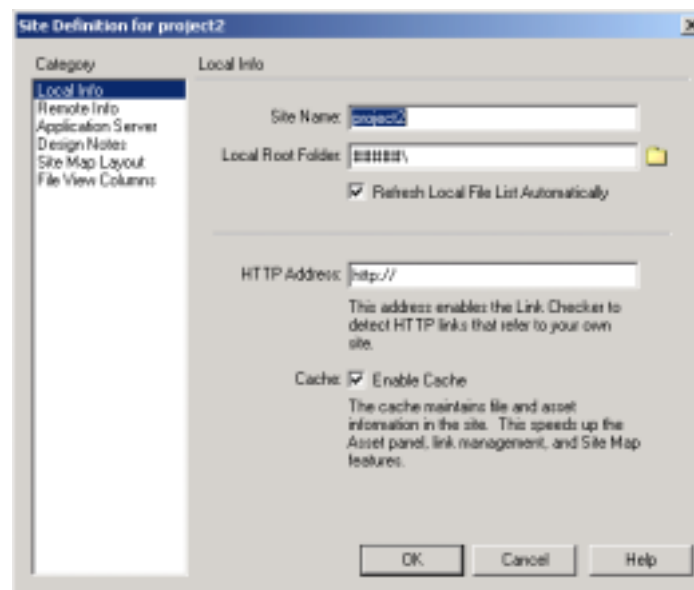 Site Definition for project2
Category
Local Info
Local Info
Remote Info
Application Server
Design Notes
Site Map Layout
File View Columns
Site Name: project2
Local Root Folder: ######\
Refresh Local File List Automatically
HTTP Address: http://
This address enables the Link Checker to
detect HTTP links that refer to your own
site.
Cache: Enable Cache
The cache maintains file and asset
information in the site. This speeds up the
Asset panel, link management, and Site Map
features.
OK
Cancel
Help